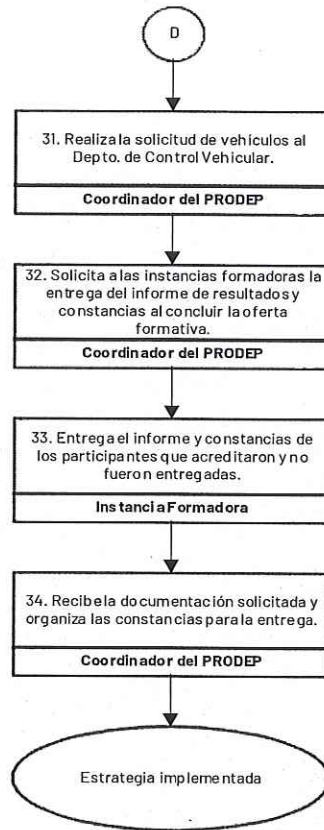 D
31. Realiza la solicitud de vehículos al
Depto. de Control Vehicular.
Coordinador del PRODEP
32. Solicita a las instancias formadoras la
entrega del informe de resultados y
constancias al concluir la oferta
formativa.
Coordinador del PRODEP
33. Entrega el informe y constancias de
los participantes que acreditaron y no
fueron entregadas.
Instancia Formadora
34. Recibe la documentación solicitada y
organiza las constancias para la entrega.
Coordinador del PRODEP
Estrategia implementada